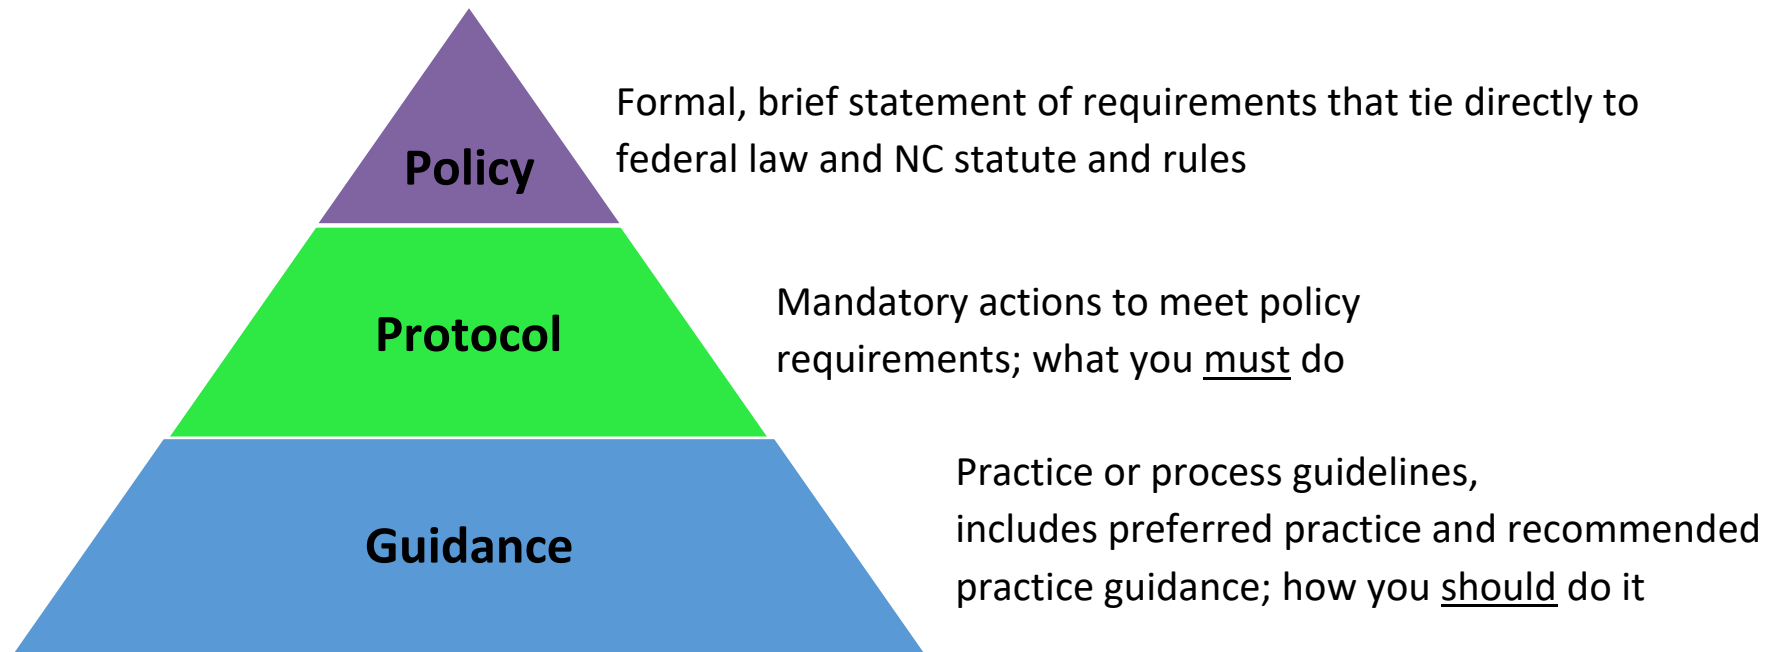 Policy
Formal, brief statement of requirements that tie directly to
federal law and NC statute and rules
Protocol
Mandatory actions to meet policy
requirements; what you must do
Guidance
Practice or process guidelines,
includes preferred practice and recommended
practice guidance; how you should do it